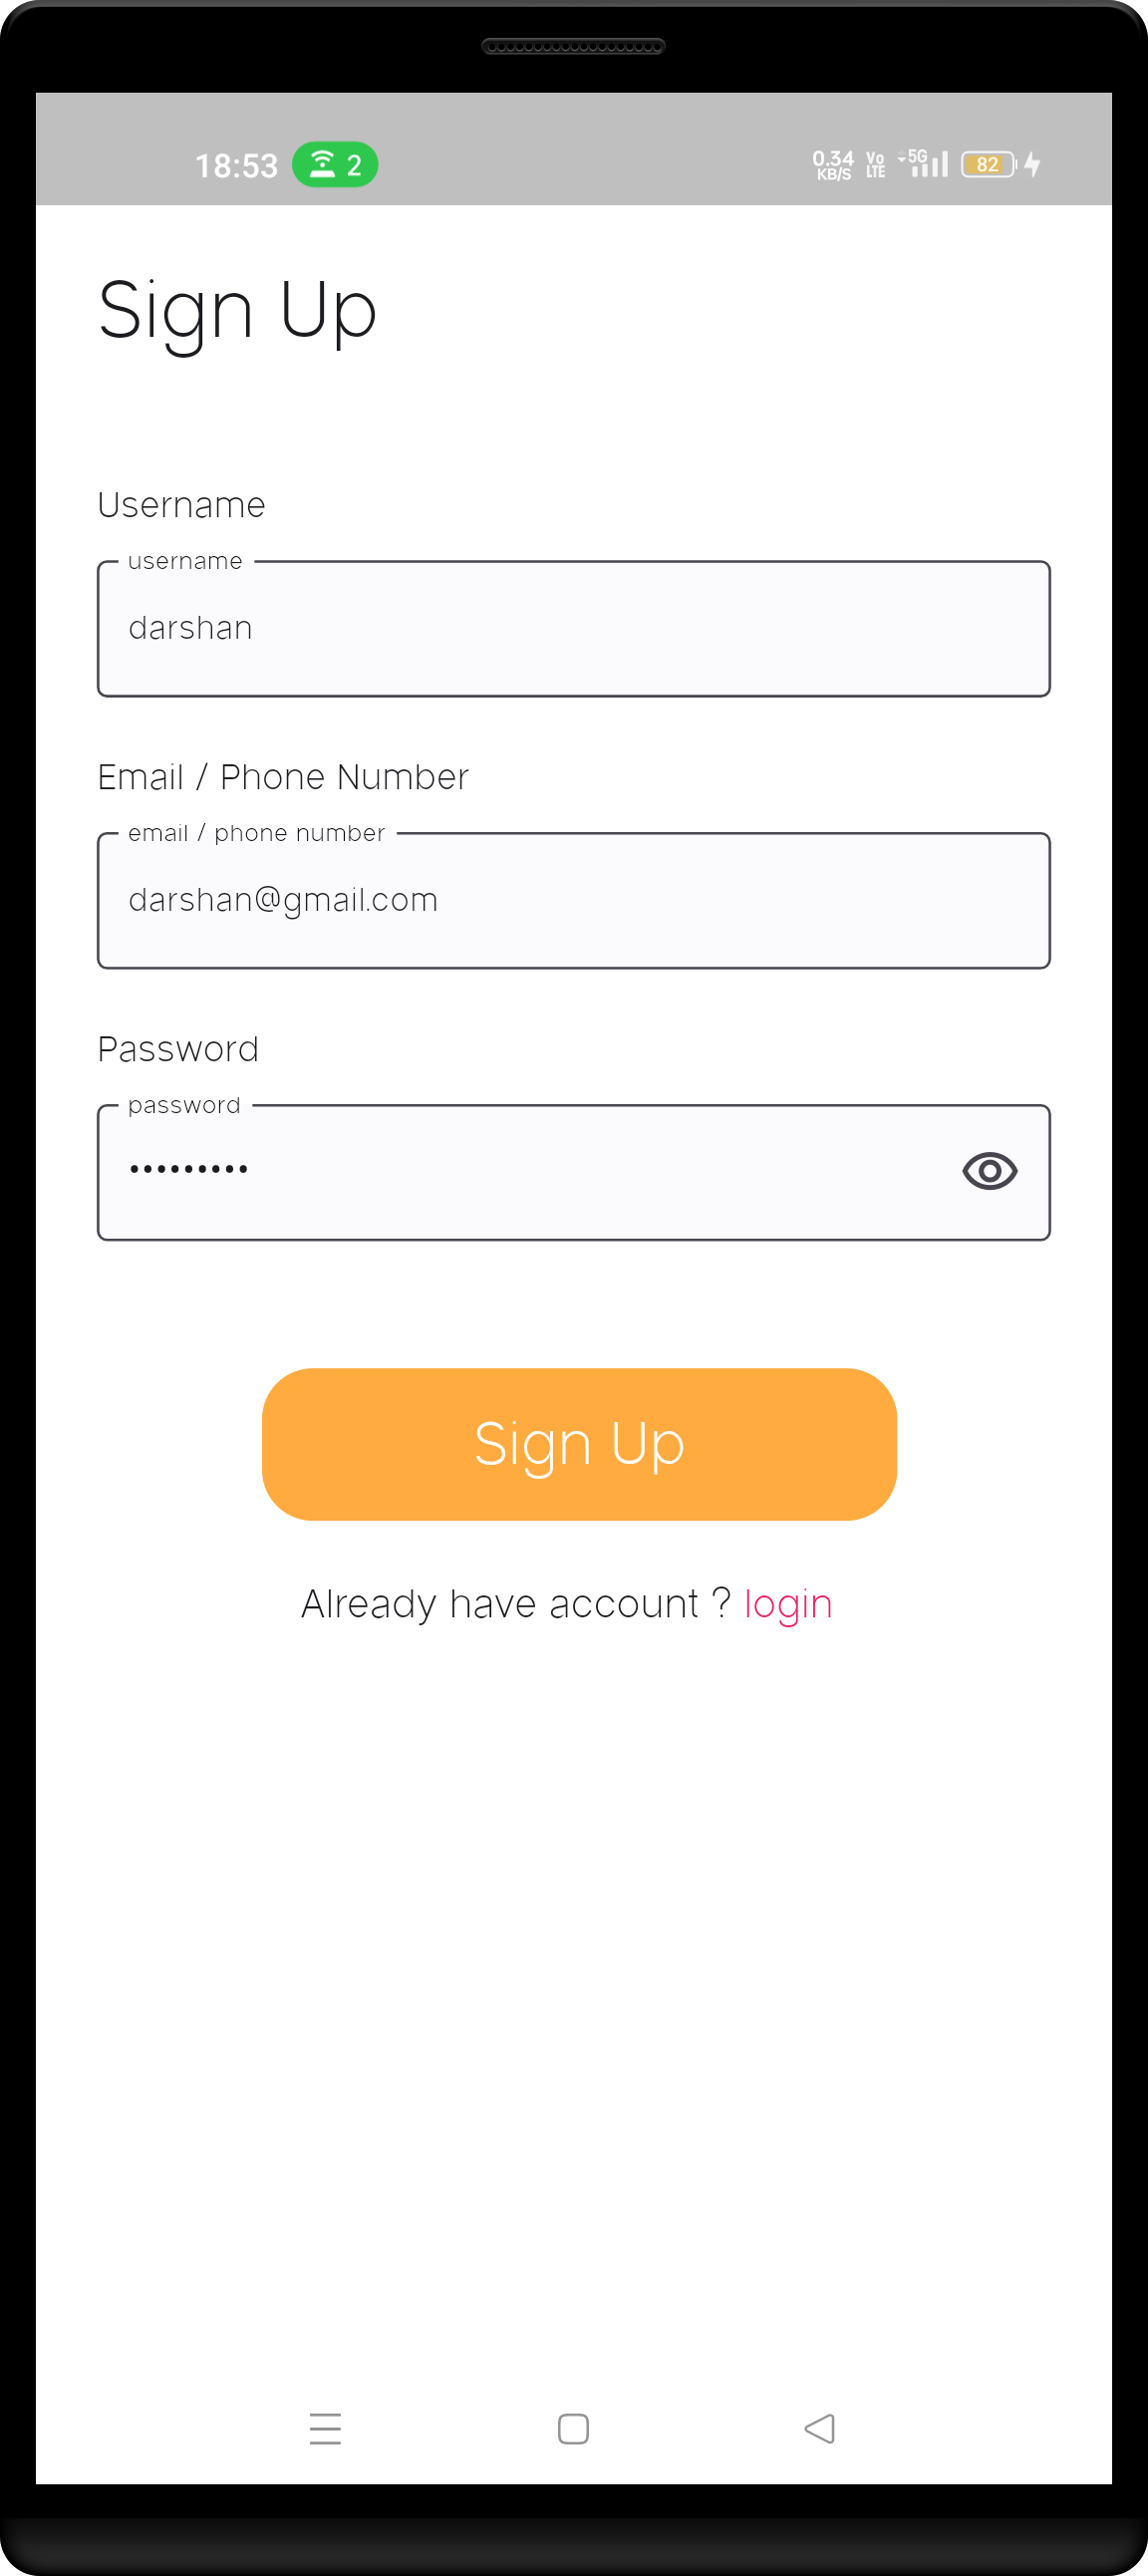 18:53 2 0.34 KB/S Vo LTE 5G 82
Sign Up
Username
username
darshan
Email / Phone Number
email / phone number
darshan@gmail.com
Password
password
•••••••••
Sign Up
Already have account ? login